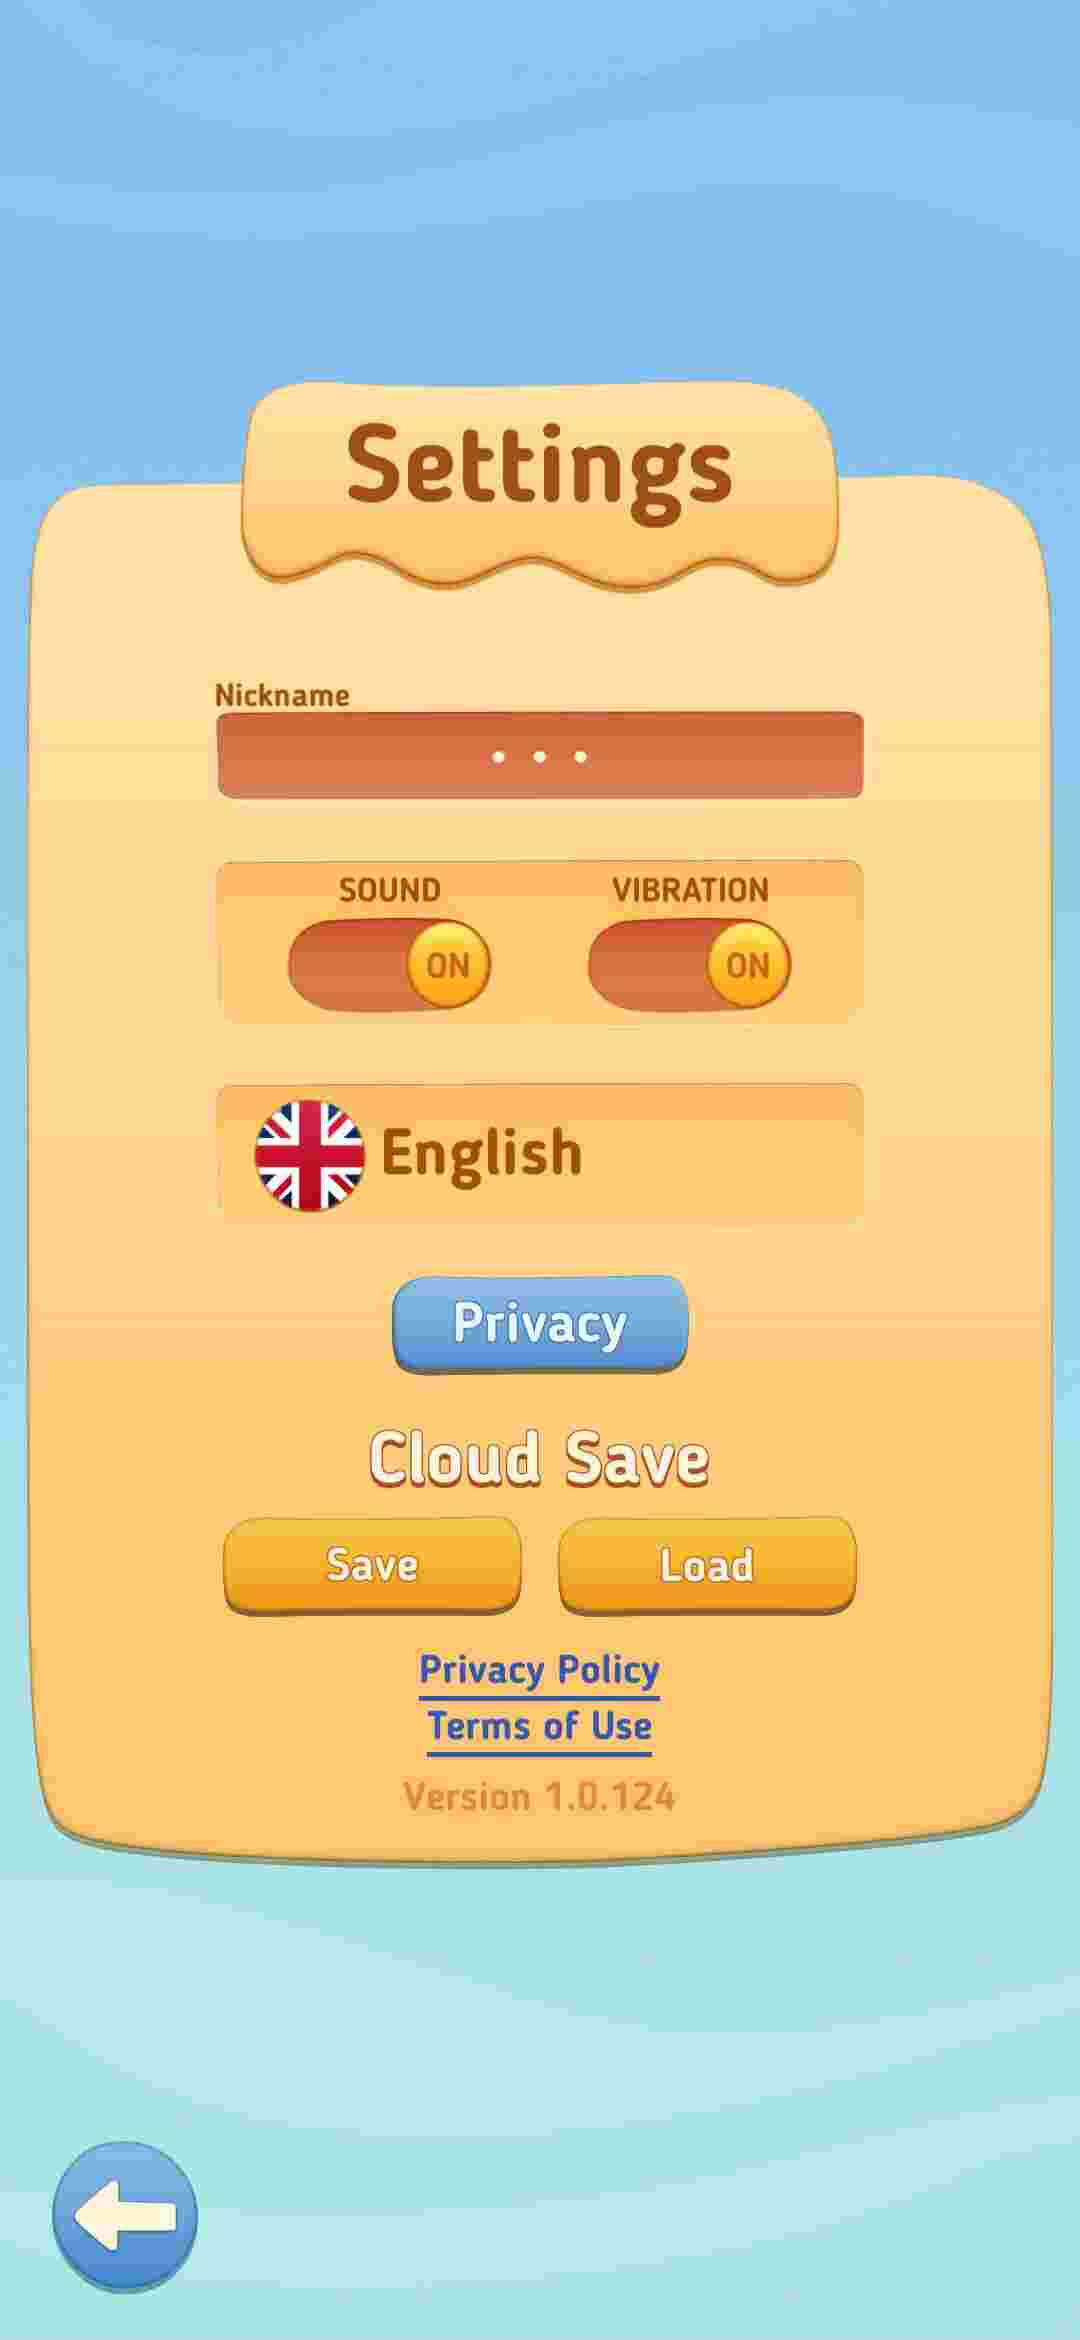 Settings
Nickname
. . .
SOUND VIBRATION
ON ON
English
Privacy
Cloud Save
Save Load
Privacy Policy
Terms of Use
Version 1.0.124